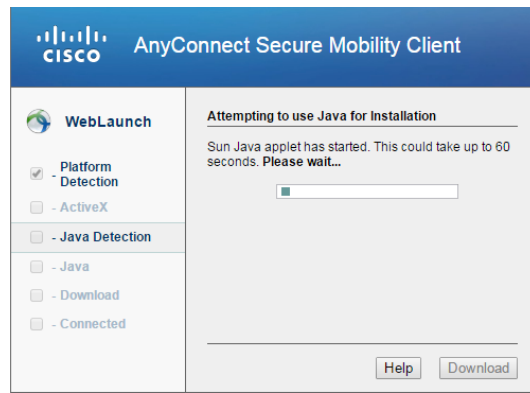 CISCO
AnyConnect Secure Mobility Client
WebLaunch
- Platform
Detection
- ActiveX
- Java Detection
- Java
- Download
- Connected
Attempting to use Java for Installation
Sun Java applet has started. This could take up to 60
seconds. Please wait...
Help
Download